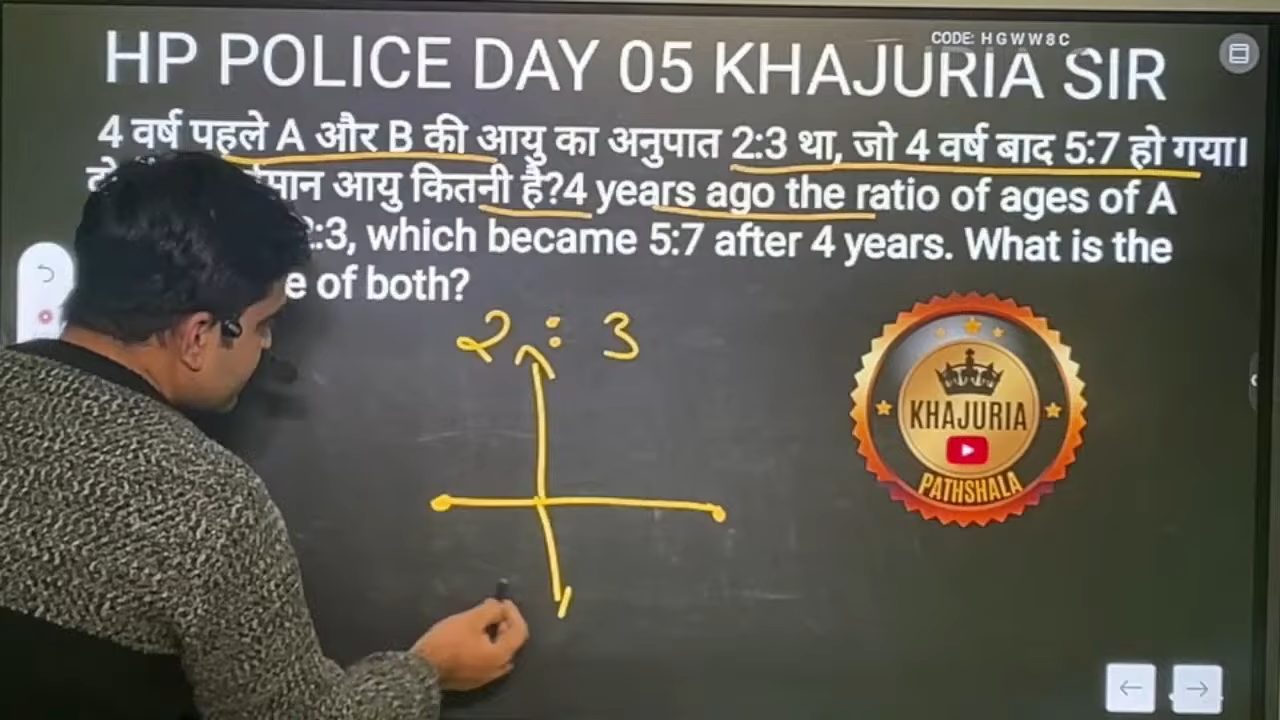 CODE: H G W W 8 C
HP POLICE DAY 05 KHAJURIA SIR
4 वर्ष पहले A और B की आयु का अनुपात 2:3 था, जो 4 वर्ष बाद 5:7 हो गया।
आयु कितनी है?4 years ago the ratio of ages of A
2:3, which became 5:7 after 4 years. What is the
of both?
2 : 3
KHAJURIA
PATHSHALA